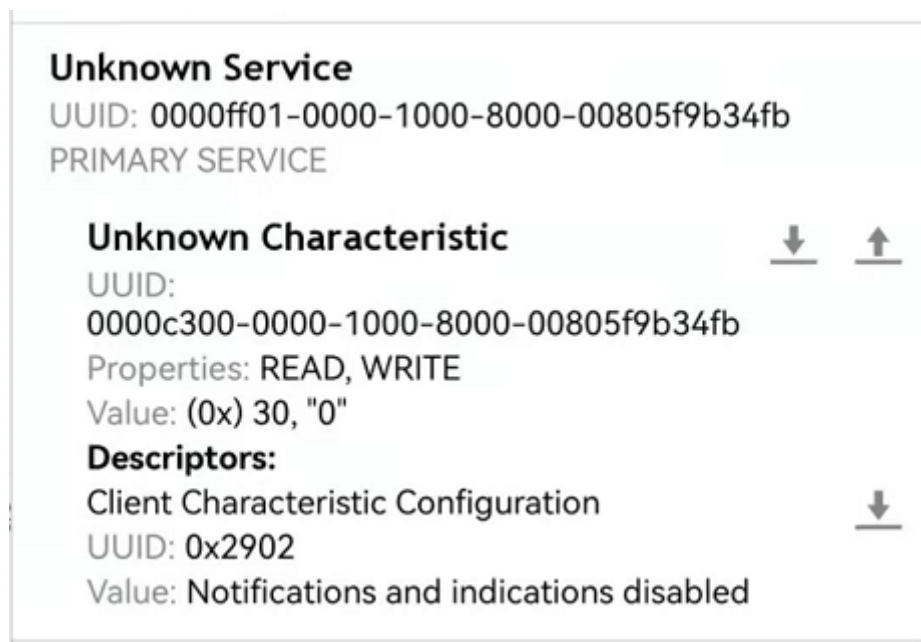 Unknown Service
UUID: 0000ff01-0000-1000-8000-00805f9b34fb
PRIMARY SERVICE
Unknown Characteristic
UUID:
0000c300-0000-1000-8000-00805f9b34fb
Properties: READ, WRITE
Value: (0x) 30, "0"
Descriptors:
Client Characteristic Configuration
UUID: 0x2902
Value: Notifications and indications disabled